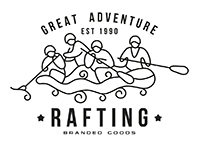 GREAT ADVENTURE
EST 1990
RAFTING
BRANDED GOODS